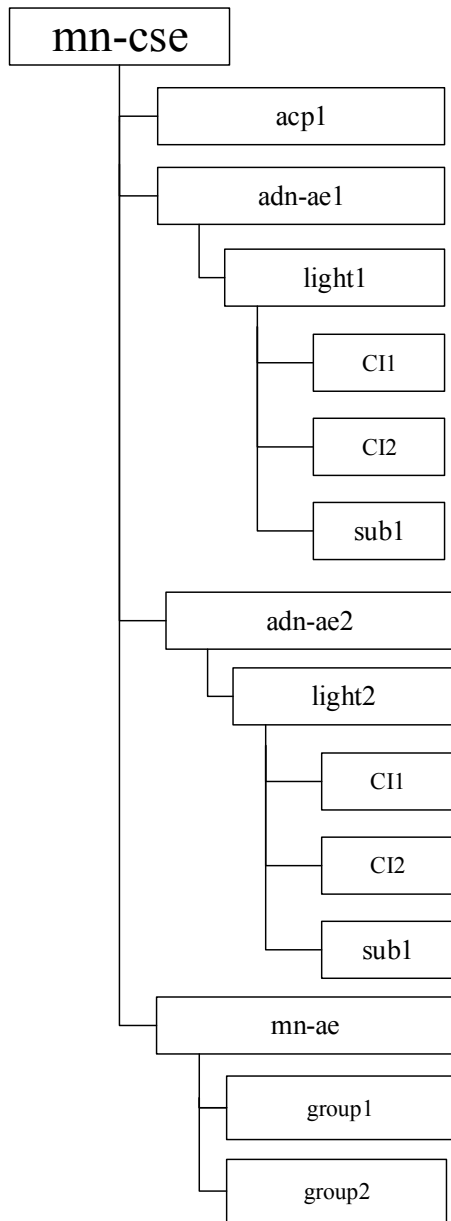 mn-cse
acp1
adn-ae1
light1
CI1
CI2
sub1
adn-ae2
light2
CI1
CI2
sub1
mn-ae
group1
group2